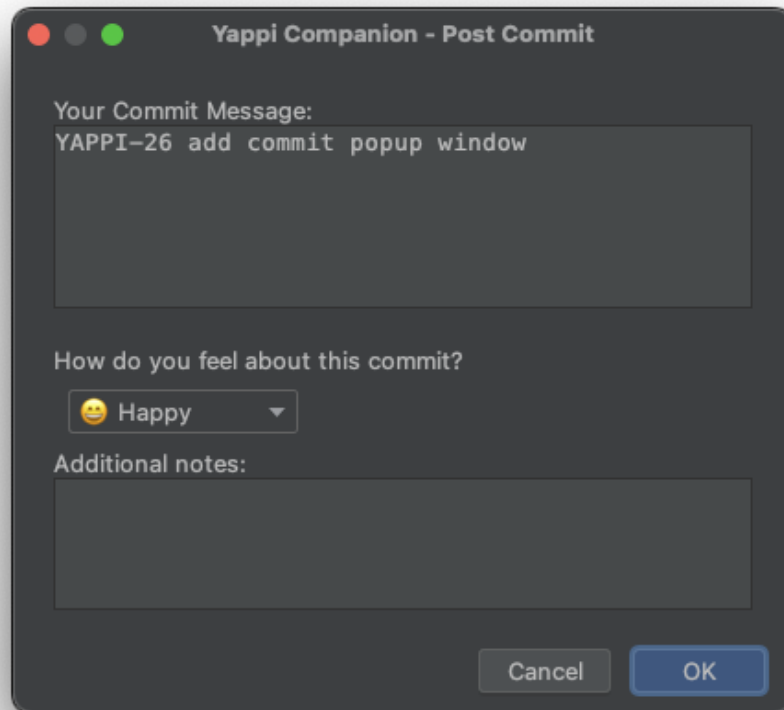 Yappi Companion - Post Commit
Your Commit Message:
YAPPI-26 add commit popup window
How do you feel about this commit?
😀 Happy
Additional notes:
Cancel OK